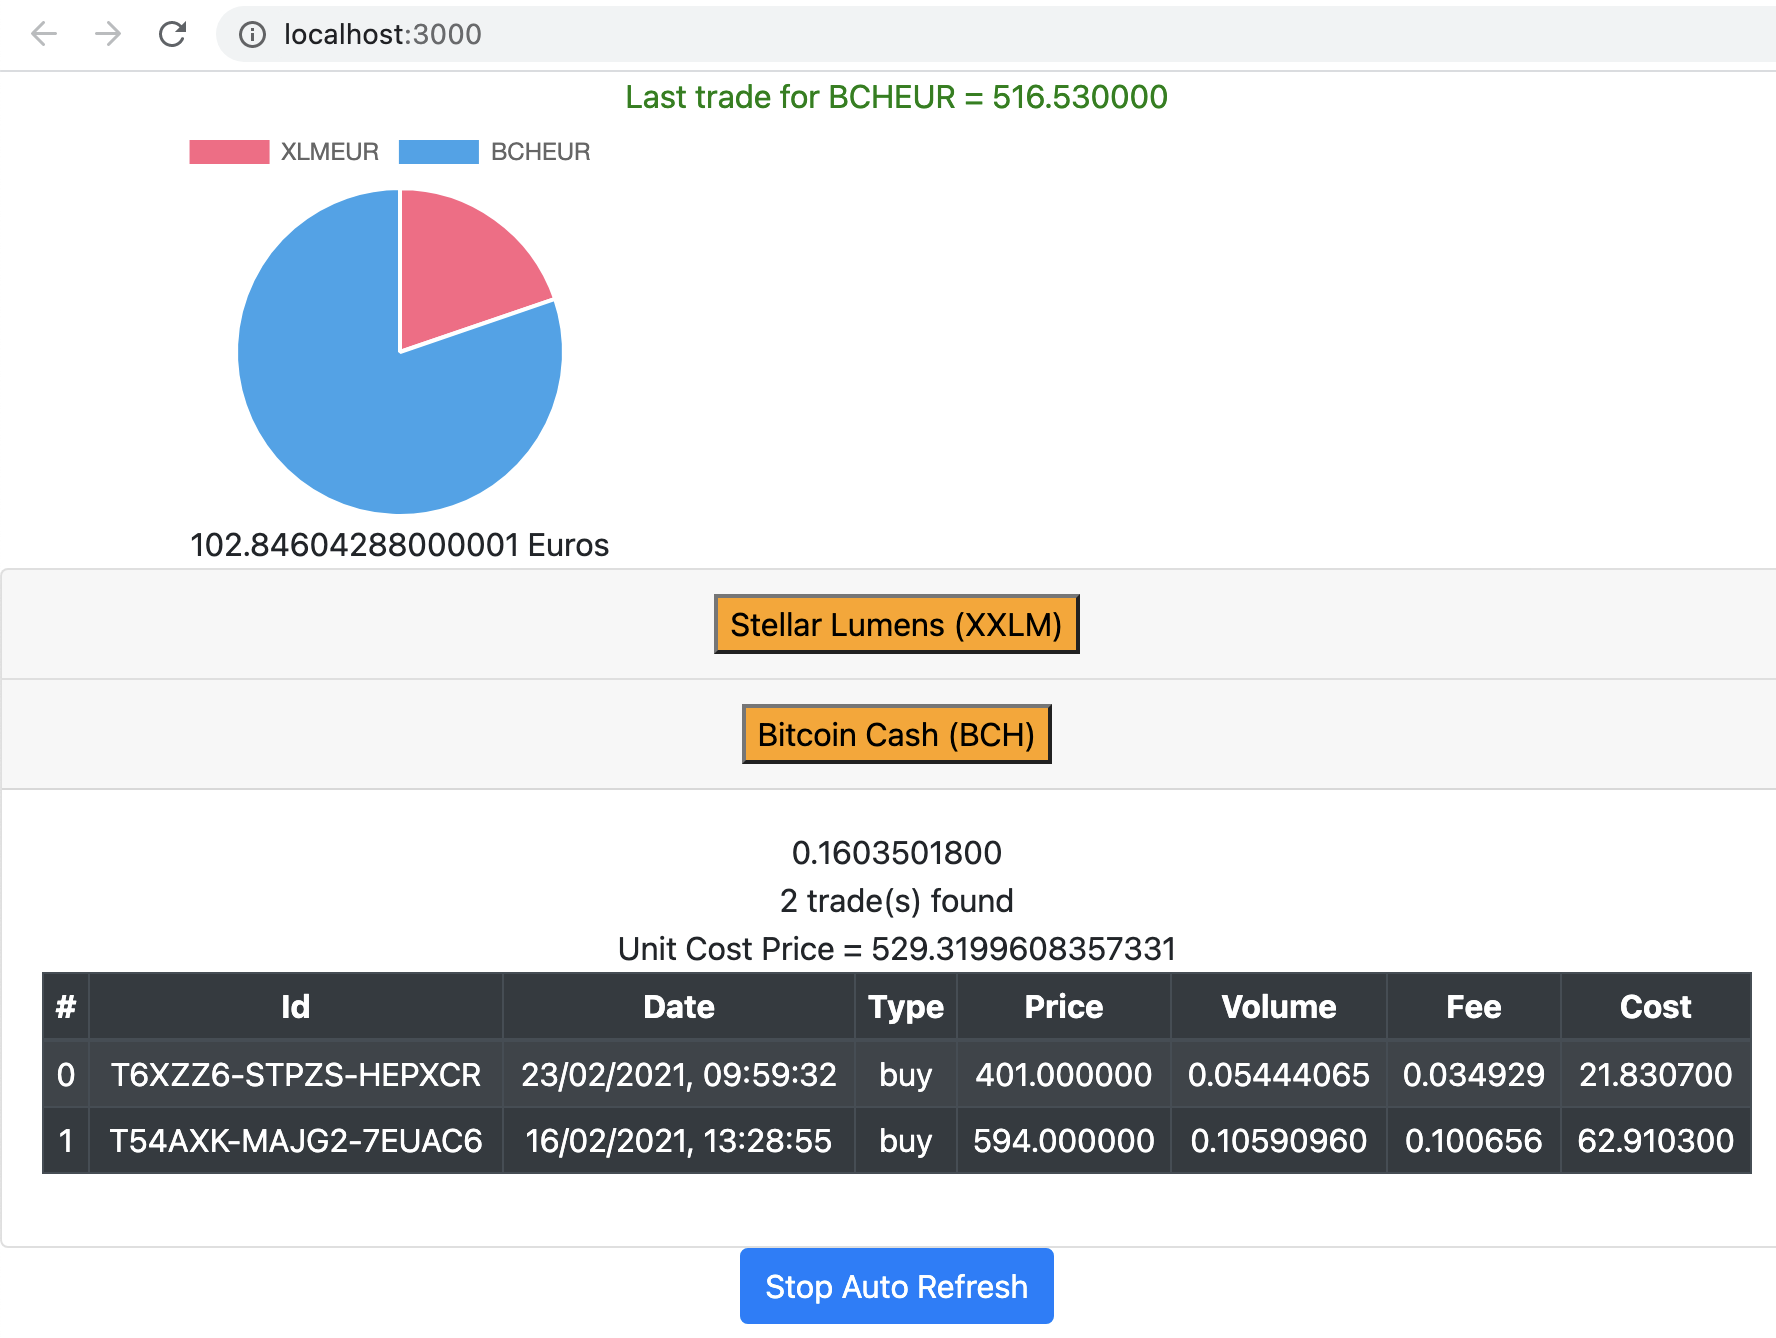 localhost:3000
Last trade for BCHEUR = 516.530000
XLMEUR BCHEUR
102.84604288000001 Euros
Stellar Lumens (XXLM)
Bitcoin Cash (BCH)
0.1603501800
2 trade(s) found
Unit Cost Price = 529.3199608357331
# Id Date Type Price Volume Fee Cost
0 T6XZZ6-STPZS-HEPXCR 23/02/2021, 09:59:32 buy 401.000000 0.05444065 0.034929 21.830700
1 T54AXK-MAJG2-7EUAC6 16/02/2021, 13:28:55 buy 594.000000 0.10590960 0.100656 62.910300
Stop Auto Refresh